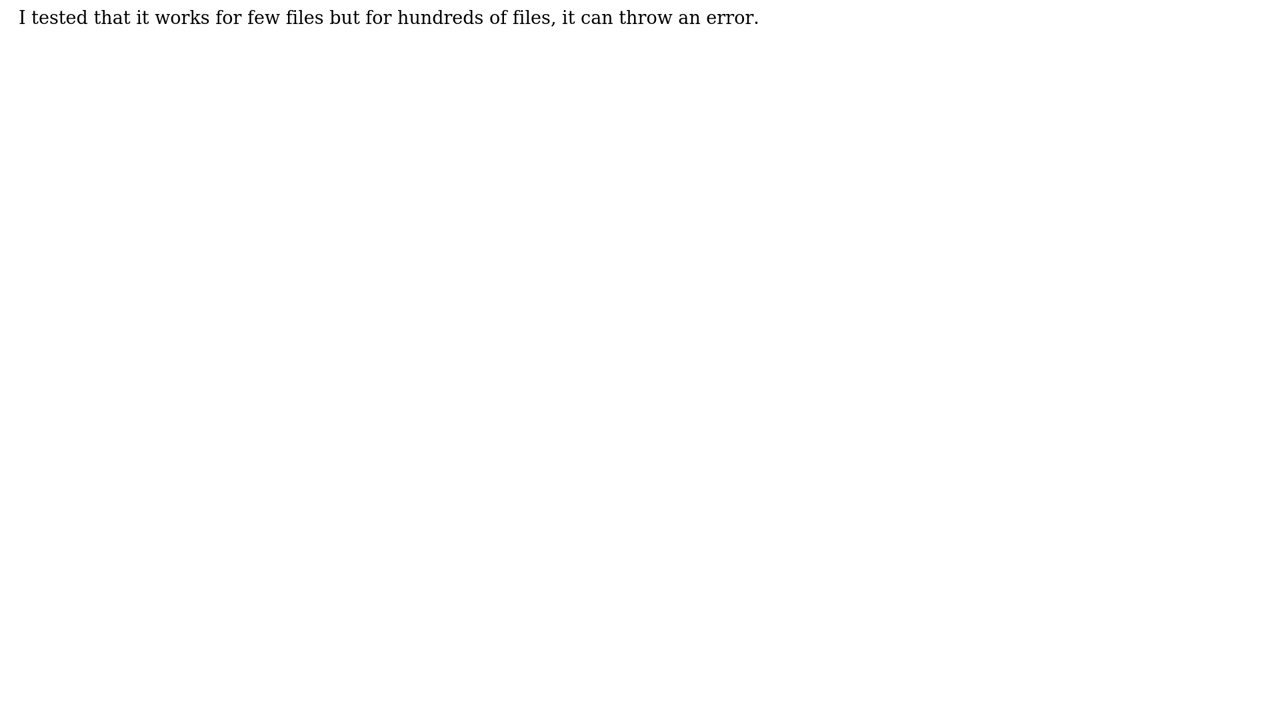 I tested that it works for few files but for hundreds of files, it can throw an error.